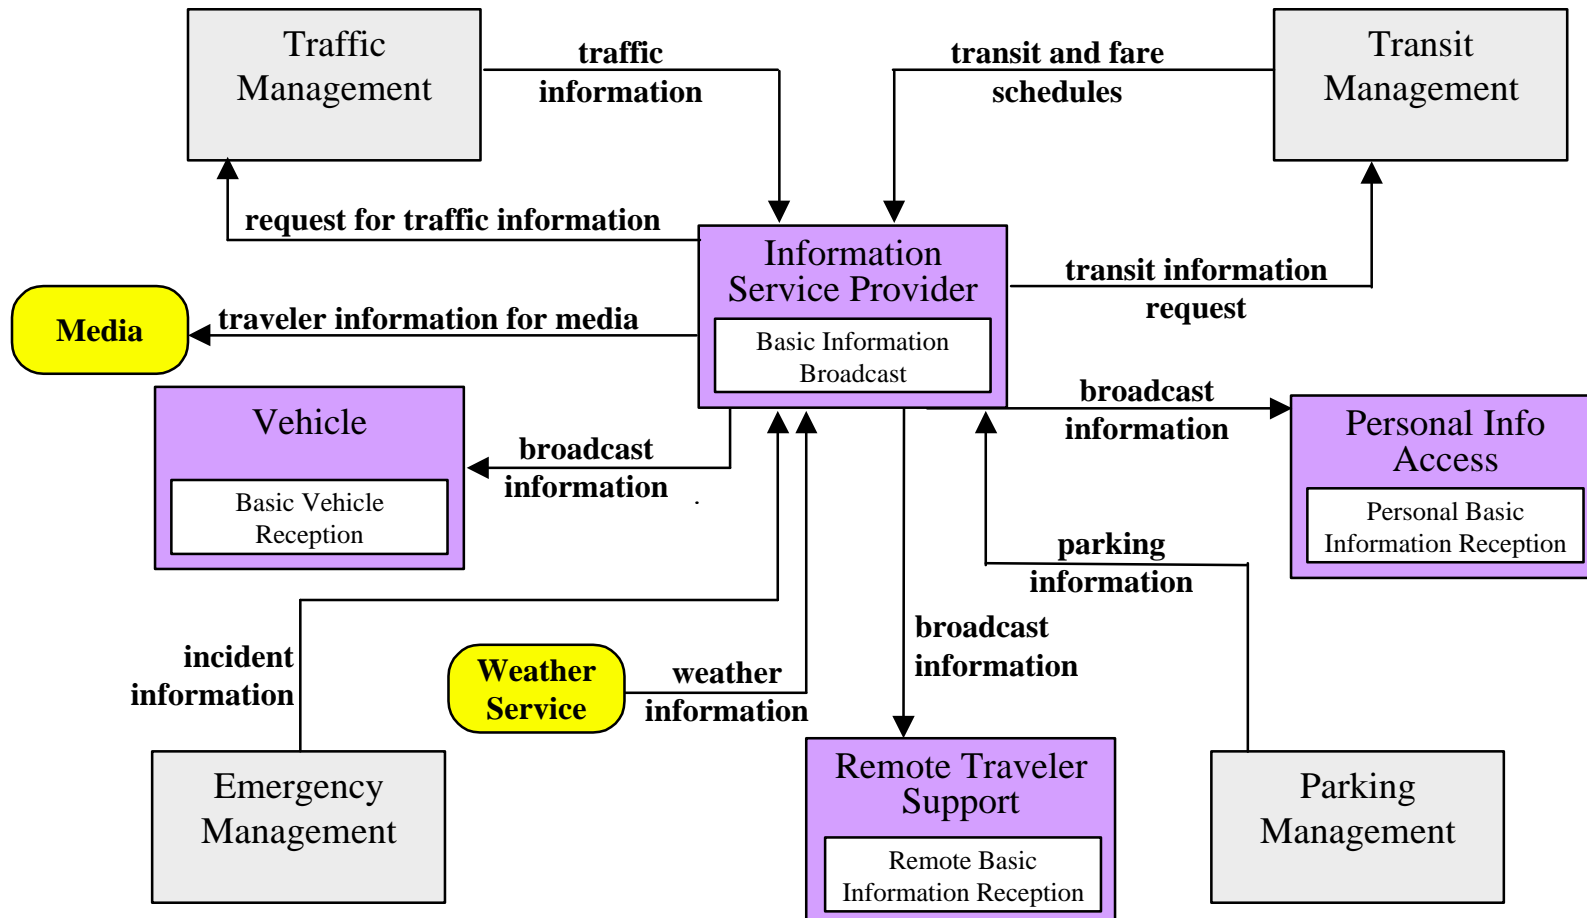 Traffic
Management
traffic
information
transit and fare
schedules
Transit
Management
request for traffic information
Information
Service Provider
Basic Information
Broadcast
transit information
request
Media
traveler information for media
Vehicle
Basic Vehicle
Reception
broadcast
information
broadcast
information
Personal Info
Access
Personal Basic
Information Reception
parking
information
incident
information
Weather
Service
weather
information
broadcast
information
Emergency
Management
Remote Traveler
Support
Remote Basic
Information Reception
Parking
Management